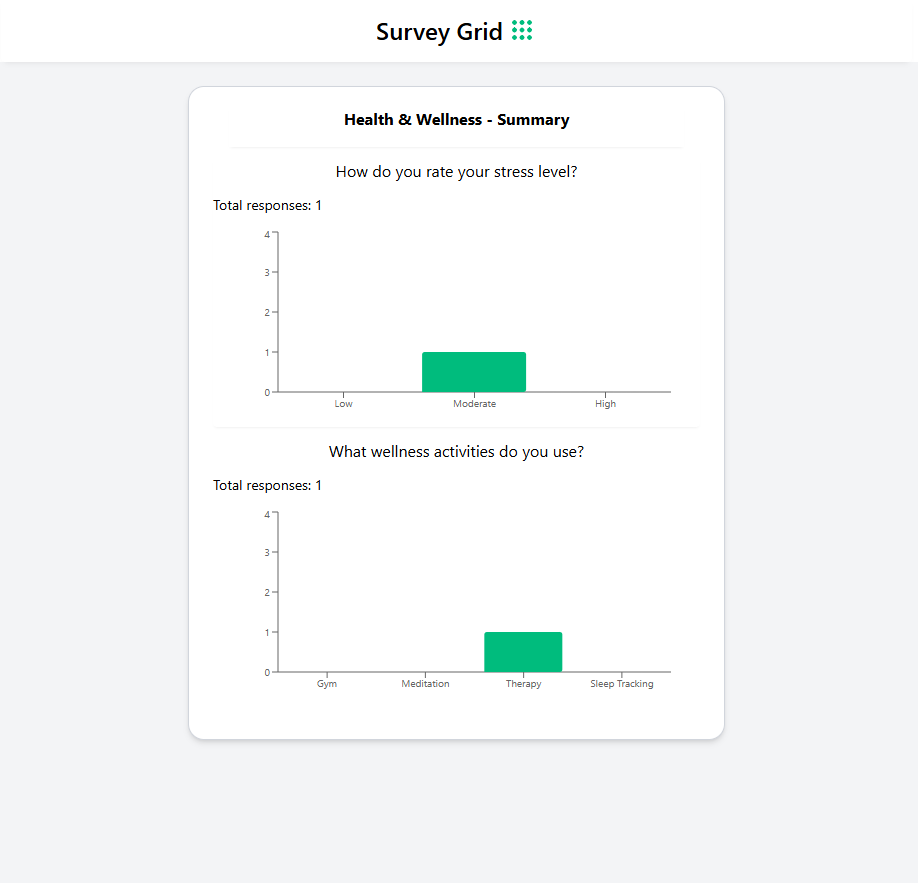 Survey Grid
Health & Wellness - Summary
How do you rate your stress level?
Total responses: 1
4
3
2
1
0
Low Moderate High
What wellness activities do you use?
Total responses: 1
4
3
2
1
0
Gym Meditation Therapy Sleep Tracking